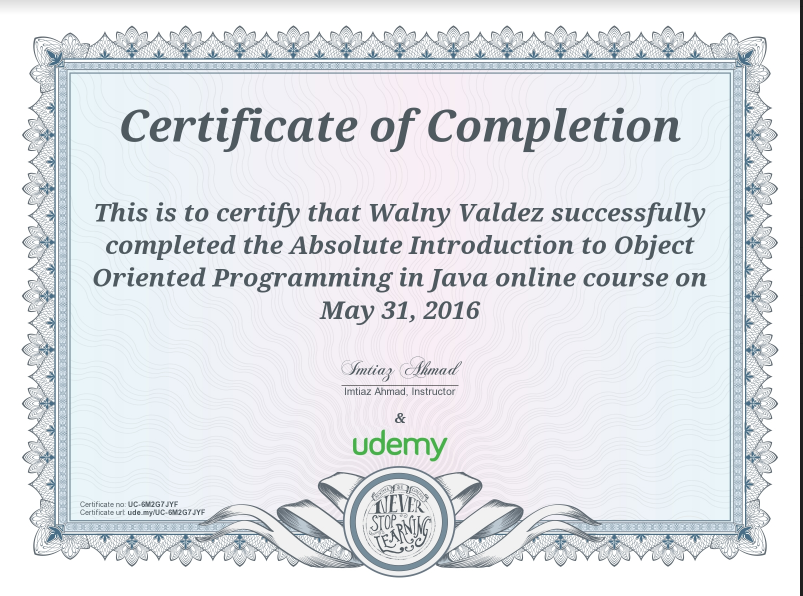 Certificate of Completion
This is to certify that Walny Valdez successfully
completed the Absolute Introduction to Object
Oriented Programming in Java online course on
May 31, 2016
Imtiaz Ahmad
Imtiaz Ahmad, Instructor
&
udemy
Certificate no: UC-6M2G7JYF
Certificate url: ude.my/UC-6M2G7JYF
NEVER
STOP
LEARNING